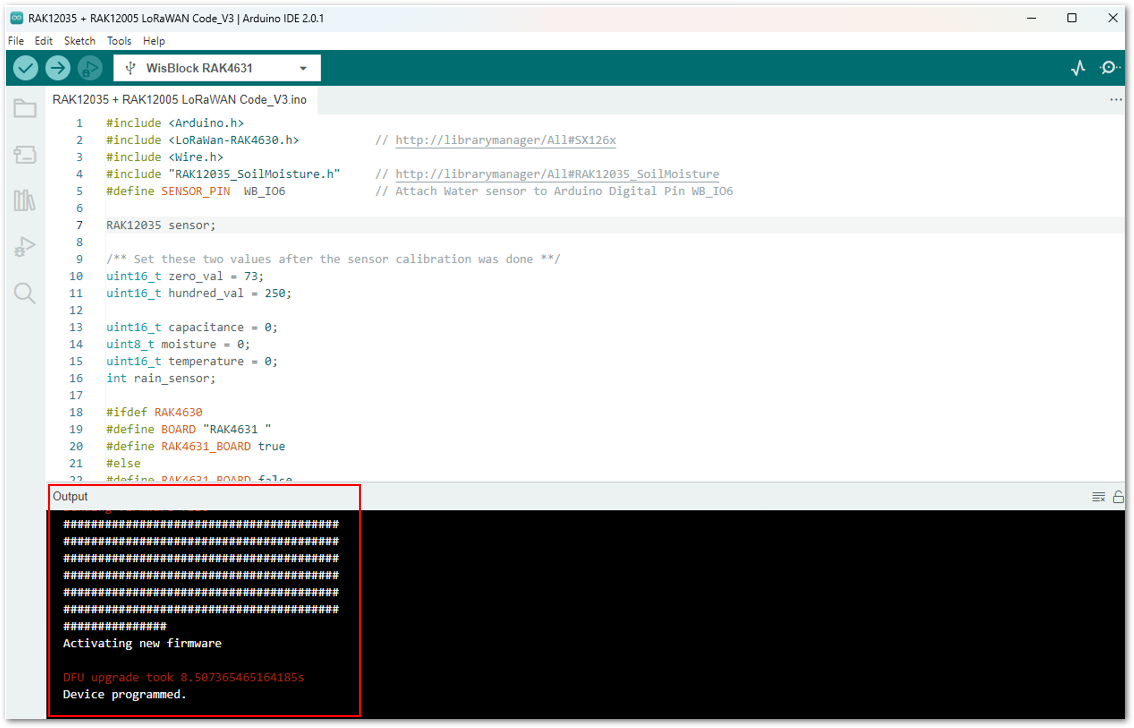 RAK12035 + RAK12005 LoRaWAN Code_V3 | Arduino IDE 2.0.1
File Edit Sketch Tools Help
WisBlock RAK4631
RAK12035 + RAK12005 LoRaWAN Code_V3.ino
1 #include <Arduino.h>
2 #include <LoRaWan-RAK4630.h> // http://librarymanager/All#SX126x
3 #include <Wire.h>
4 #include "RAK12035_SoilMoisture.h" // http://librarymanager/All#RAK12035_SoilMoisture
5 #define SENSOR_PIN WB_IO6 // Attach Water sensor to Arduino Digital Pin WB_IO6
6
7 RAK12035 sensor;
8
9 /** Set these two values after the sensor calibration was done **/
10 uint16_t zero_val = 73;
11 uint16_t hundred_val = 250;
12
13 uint16_t capacitance = 0;
14 uint8_t moisture = 0;
15 uint16_t temperature = 0;
16 int rain_sensor;
17
18 #ifdef RAK4630
19 #define BOARD "RAK4631 "
20 #define RAK4631_BOARD true
21 #else
22 #define RAK4631_BOARD false
Output
########################################
########################################
########################################
########################################
########################################
########################################
###############
Activating new firmware
DFU upgrade took 8.507365465164185s
Device programmed.